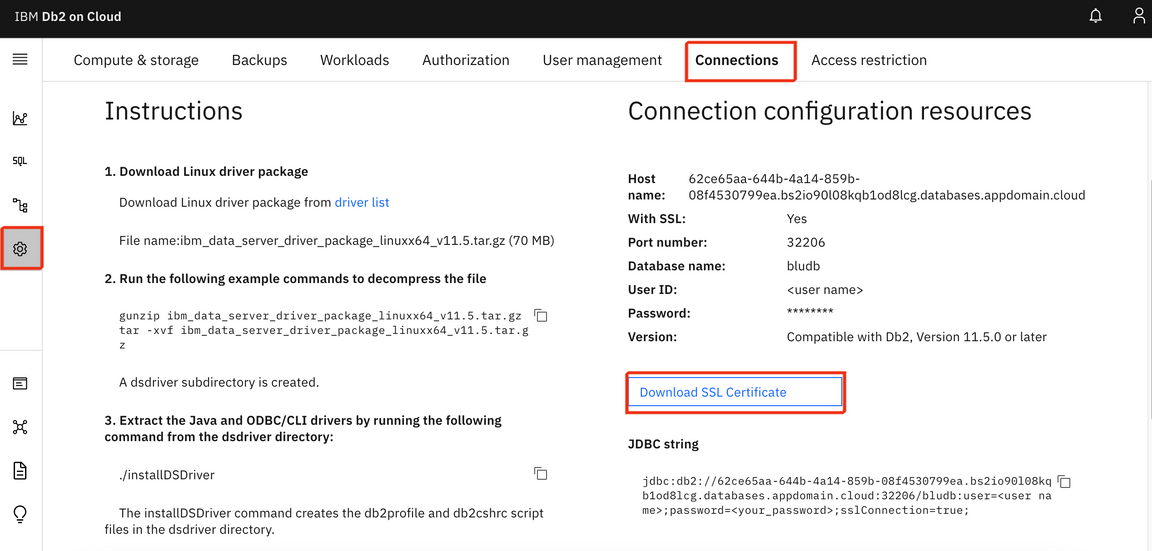 IBM Db2 on Cloud
Compute & storage Backups Workloads Authorization User management Connections Access restriction
SQL
Instructions
1. Download Linux driver package
Download Linux driver package from driver list
File name:ibm_data_server_driver_package_linuxx64_v11.5.tar.gz (70 MB)
2. Run the following example commands to decompress the file
gunzip ibm_data_server_driver_package_linuxx64_v11.5.tar.gz
tar -xvf ibm_data_server_driver_package_linuxx64_v11.5.tar.g
z
A dsdriver subdirectory is created.
3. Extract the Java and ODBC/CLI drivers by running the following
command from the dsdriver directory:
./installDSDriver
The installDSDriver command creates the db2profile and db2cshrc script
files in the dsdriver directory.
Connection configuration resources
Host 62ce65aa-644b-4a14-859b-
name: 08f4530799ea.bs2io90l08kqb1od8lcg.databases.appdomain.cloud
With SSL: Yes
Port number: 32206
Database name: bludb
User ID: <user name>
Password: ********
Version: Compatible with Db2, Version 11.5.0 or later
Download SSL Certificate
JDBC string
jdbc:db2://62ce65aa-644b-4a14-859b-08f4530799ea.bs2io90l08kq
b1od8lcg.databases.appdomain.cloud:32206/bludb:user=<user na
me>;password=<your_password>;sslConnection=true;